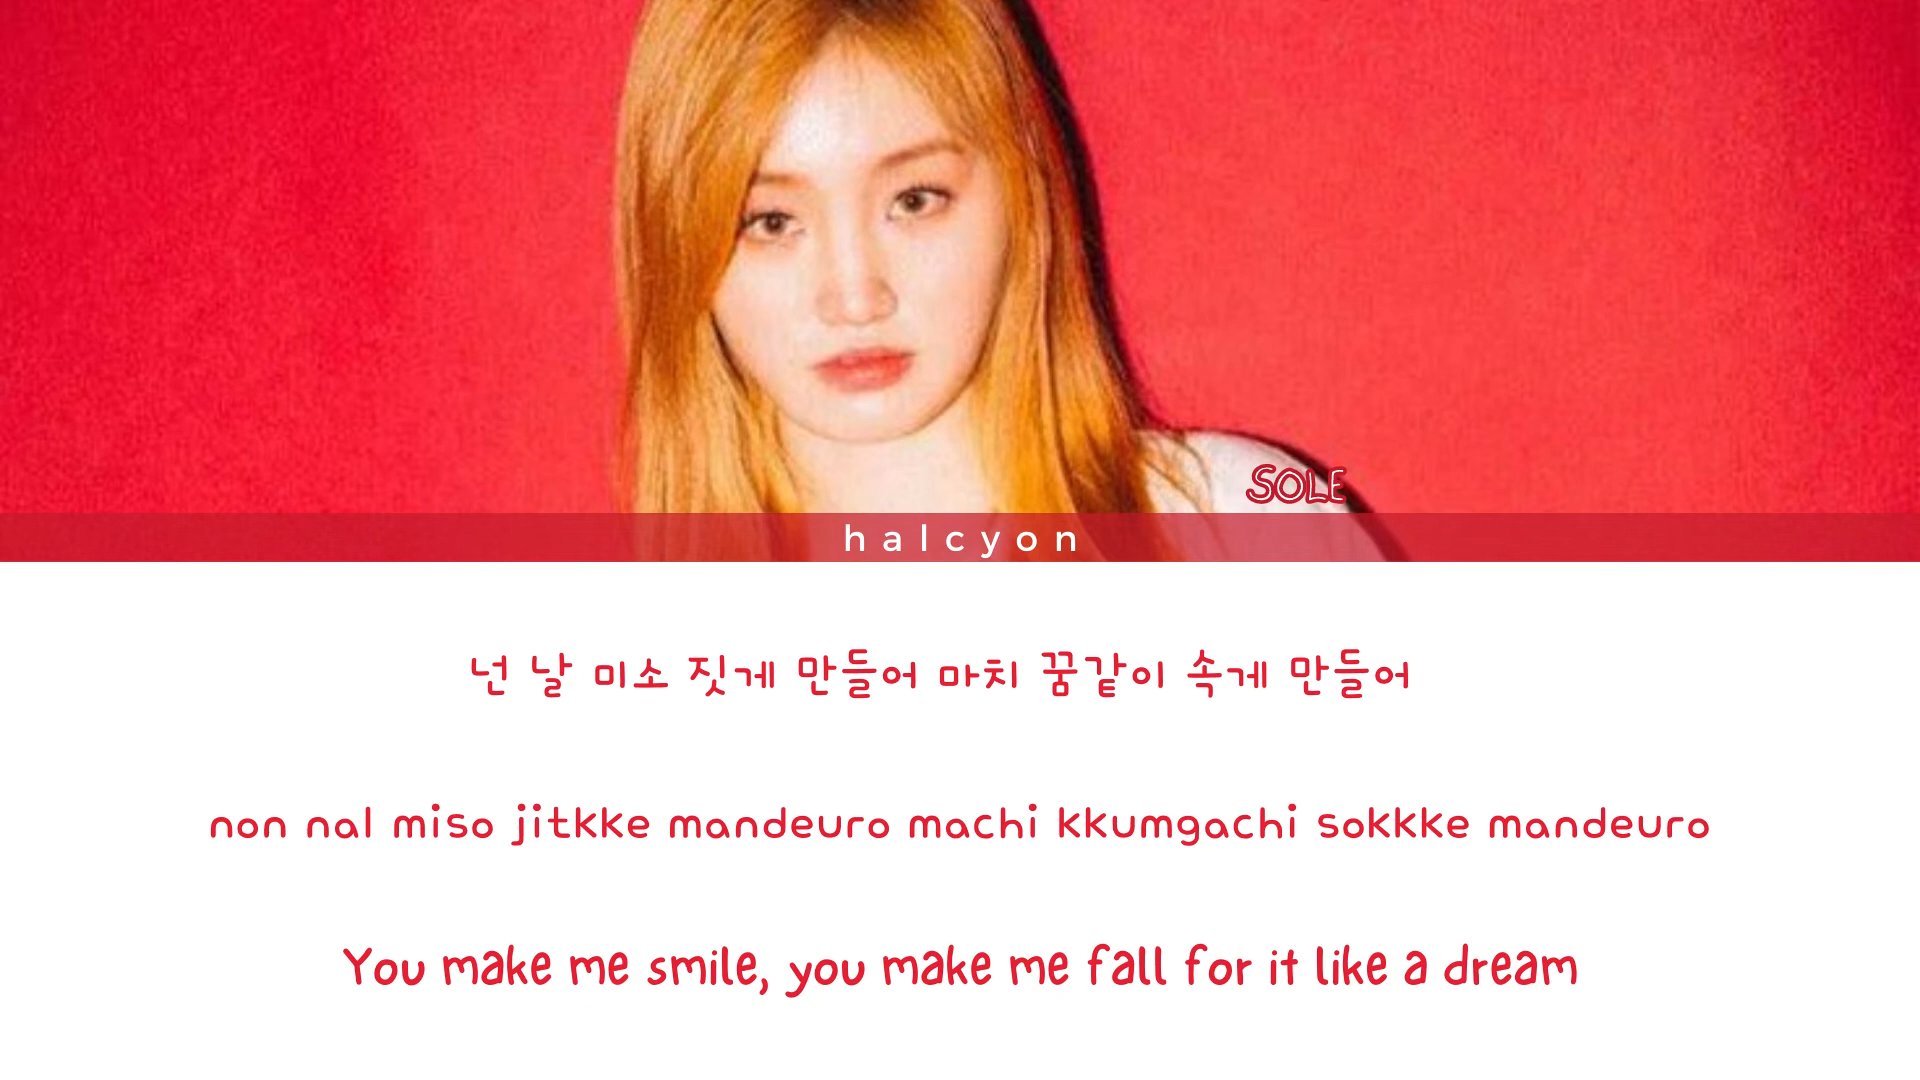 SOLE
halcyon
넌 날 미소 짓게 만들어 마치 꿈같이 속게 만들어
non nal miso jitkke mandeuro machi kkumgachi sokkke mandeuro
You make me smile, you make me fall for it like a dream